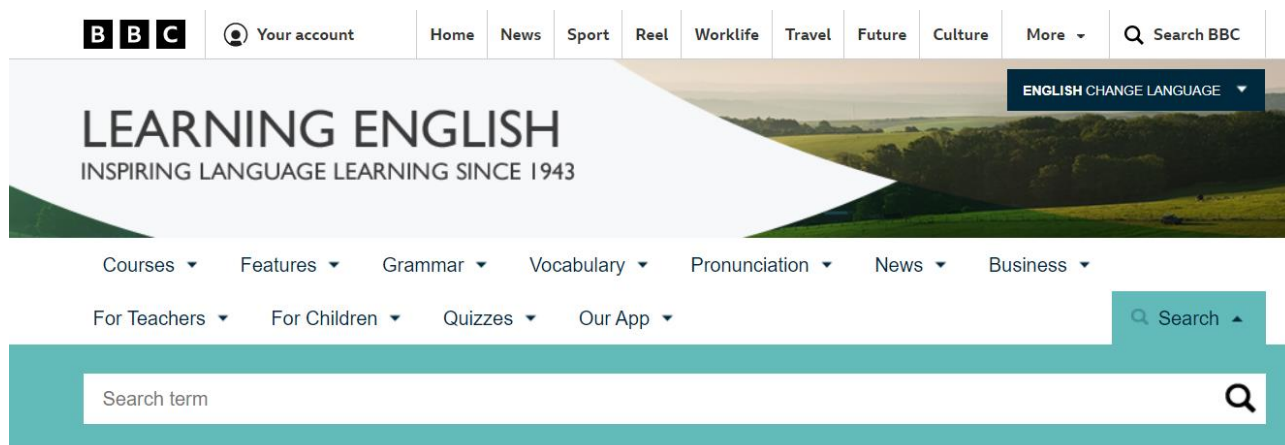 BBC Your account Home News Sport Reel Worklife Travel Future Culture More Search BBC
ENGLISH CHANGE LANGUAGE
LEARNING ENGLISH
INSPIRING LANGUAGE LEARNING SINCE 1943
Courses Features Grammar Vocabulary Pronunciation News Business
For Teachers For Children Quizzes Our App Search
Search term